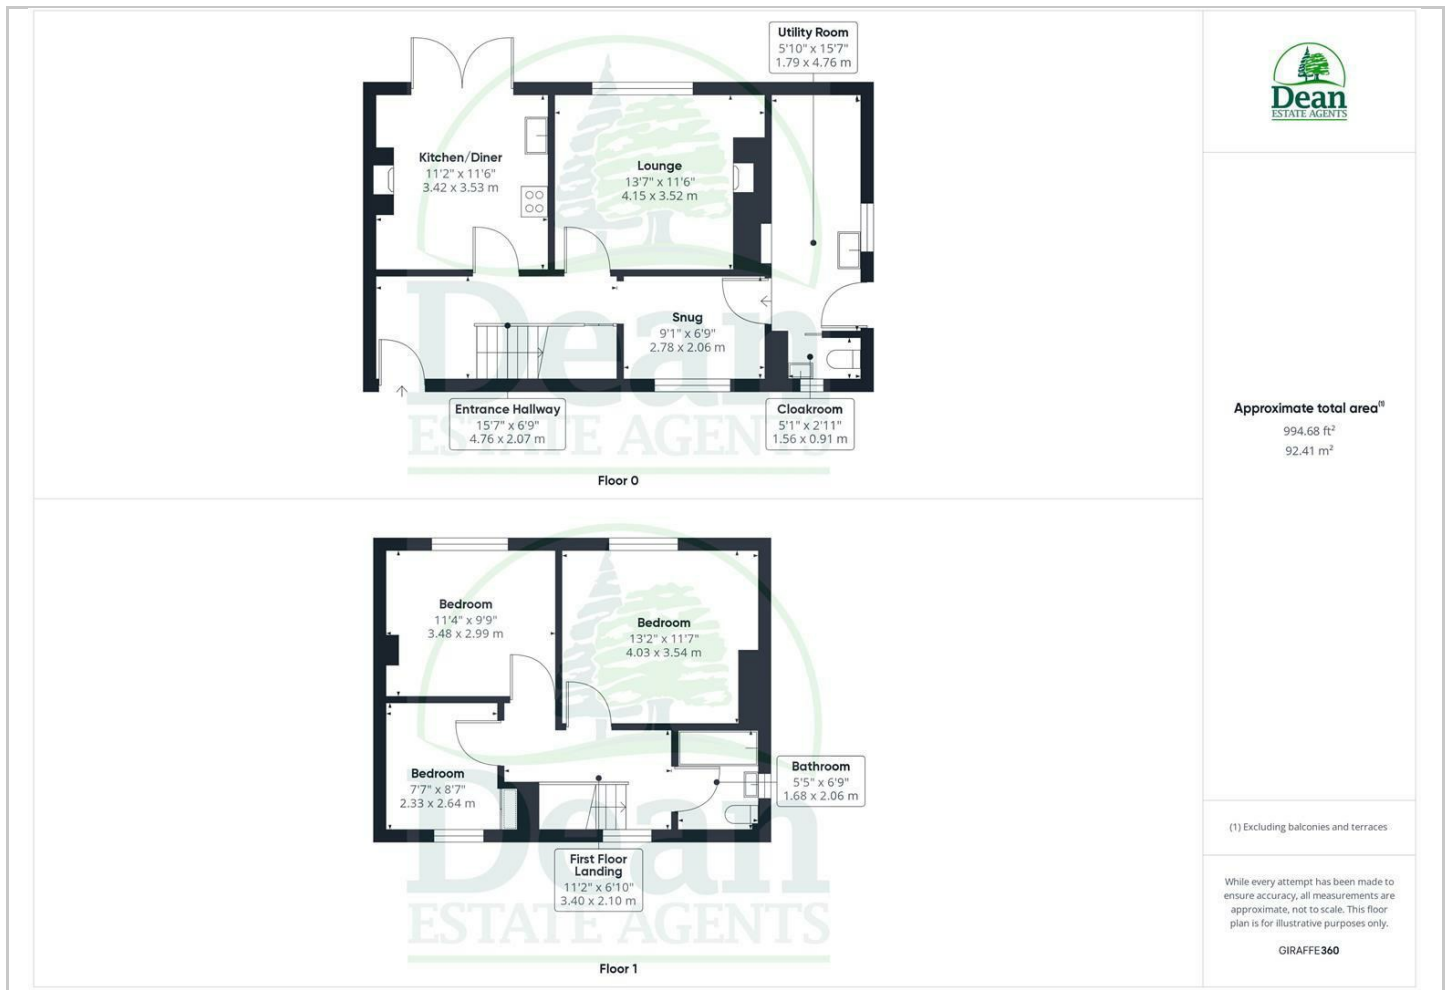 Utility Room
5'10" x 15'7"
1.79 x 4.76 m
Kitchen/Diner
11'2" x 11'6"
3.42 x 3.53 m
Lounge
13'7" x 11'6"
4.15 x 3.52 m
Snug
9'1" x 6'9"
2.78 x 2.06 m
Entrance Hallway
15'7" x 6'9"
4.76 x 2.07 m
Cloakroom
5'1" x 2'11"
1.56 x 0.91 m
Dean
ESTATE AGENTS
Floor 0
Bedroom
11'4" x 9'9"
3.48 x 2.99 m
Bedroom
13'2" x 11'7"
4.03 x 3.54 m
Bedroom
7'7" x 8'7"
2.33 x 2.64 m
Bathroom
5'5" x 6'9"
1.68 x 2.06 m
First Floor
Landing
11'2" x 6'10"
3.40 x 2.10 m
Dean
ESTATE AGENTS
Floor 1
Dean
ESTATE AGENTS
Approximate total area(1)
994.68 ft²
92.41 m²
(1) Excluding balconies and terraces
While every attempt has been made to
ensure accuracy, all measurements are
approximate, not to scale. This floor
plan is for illustrative purposes only.
GIRAFFE360